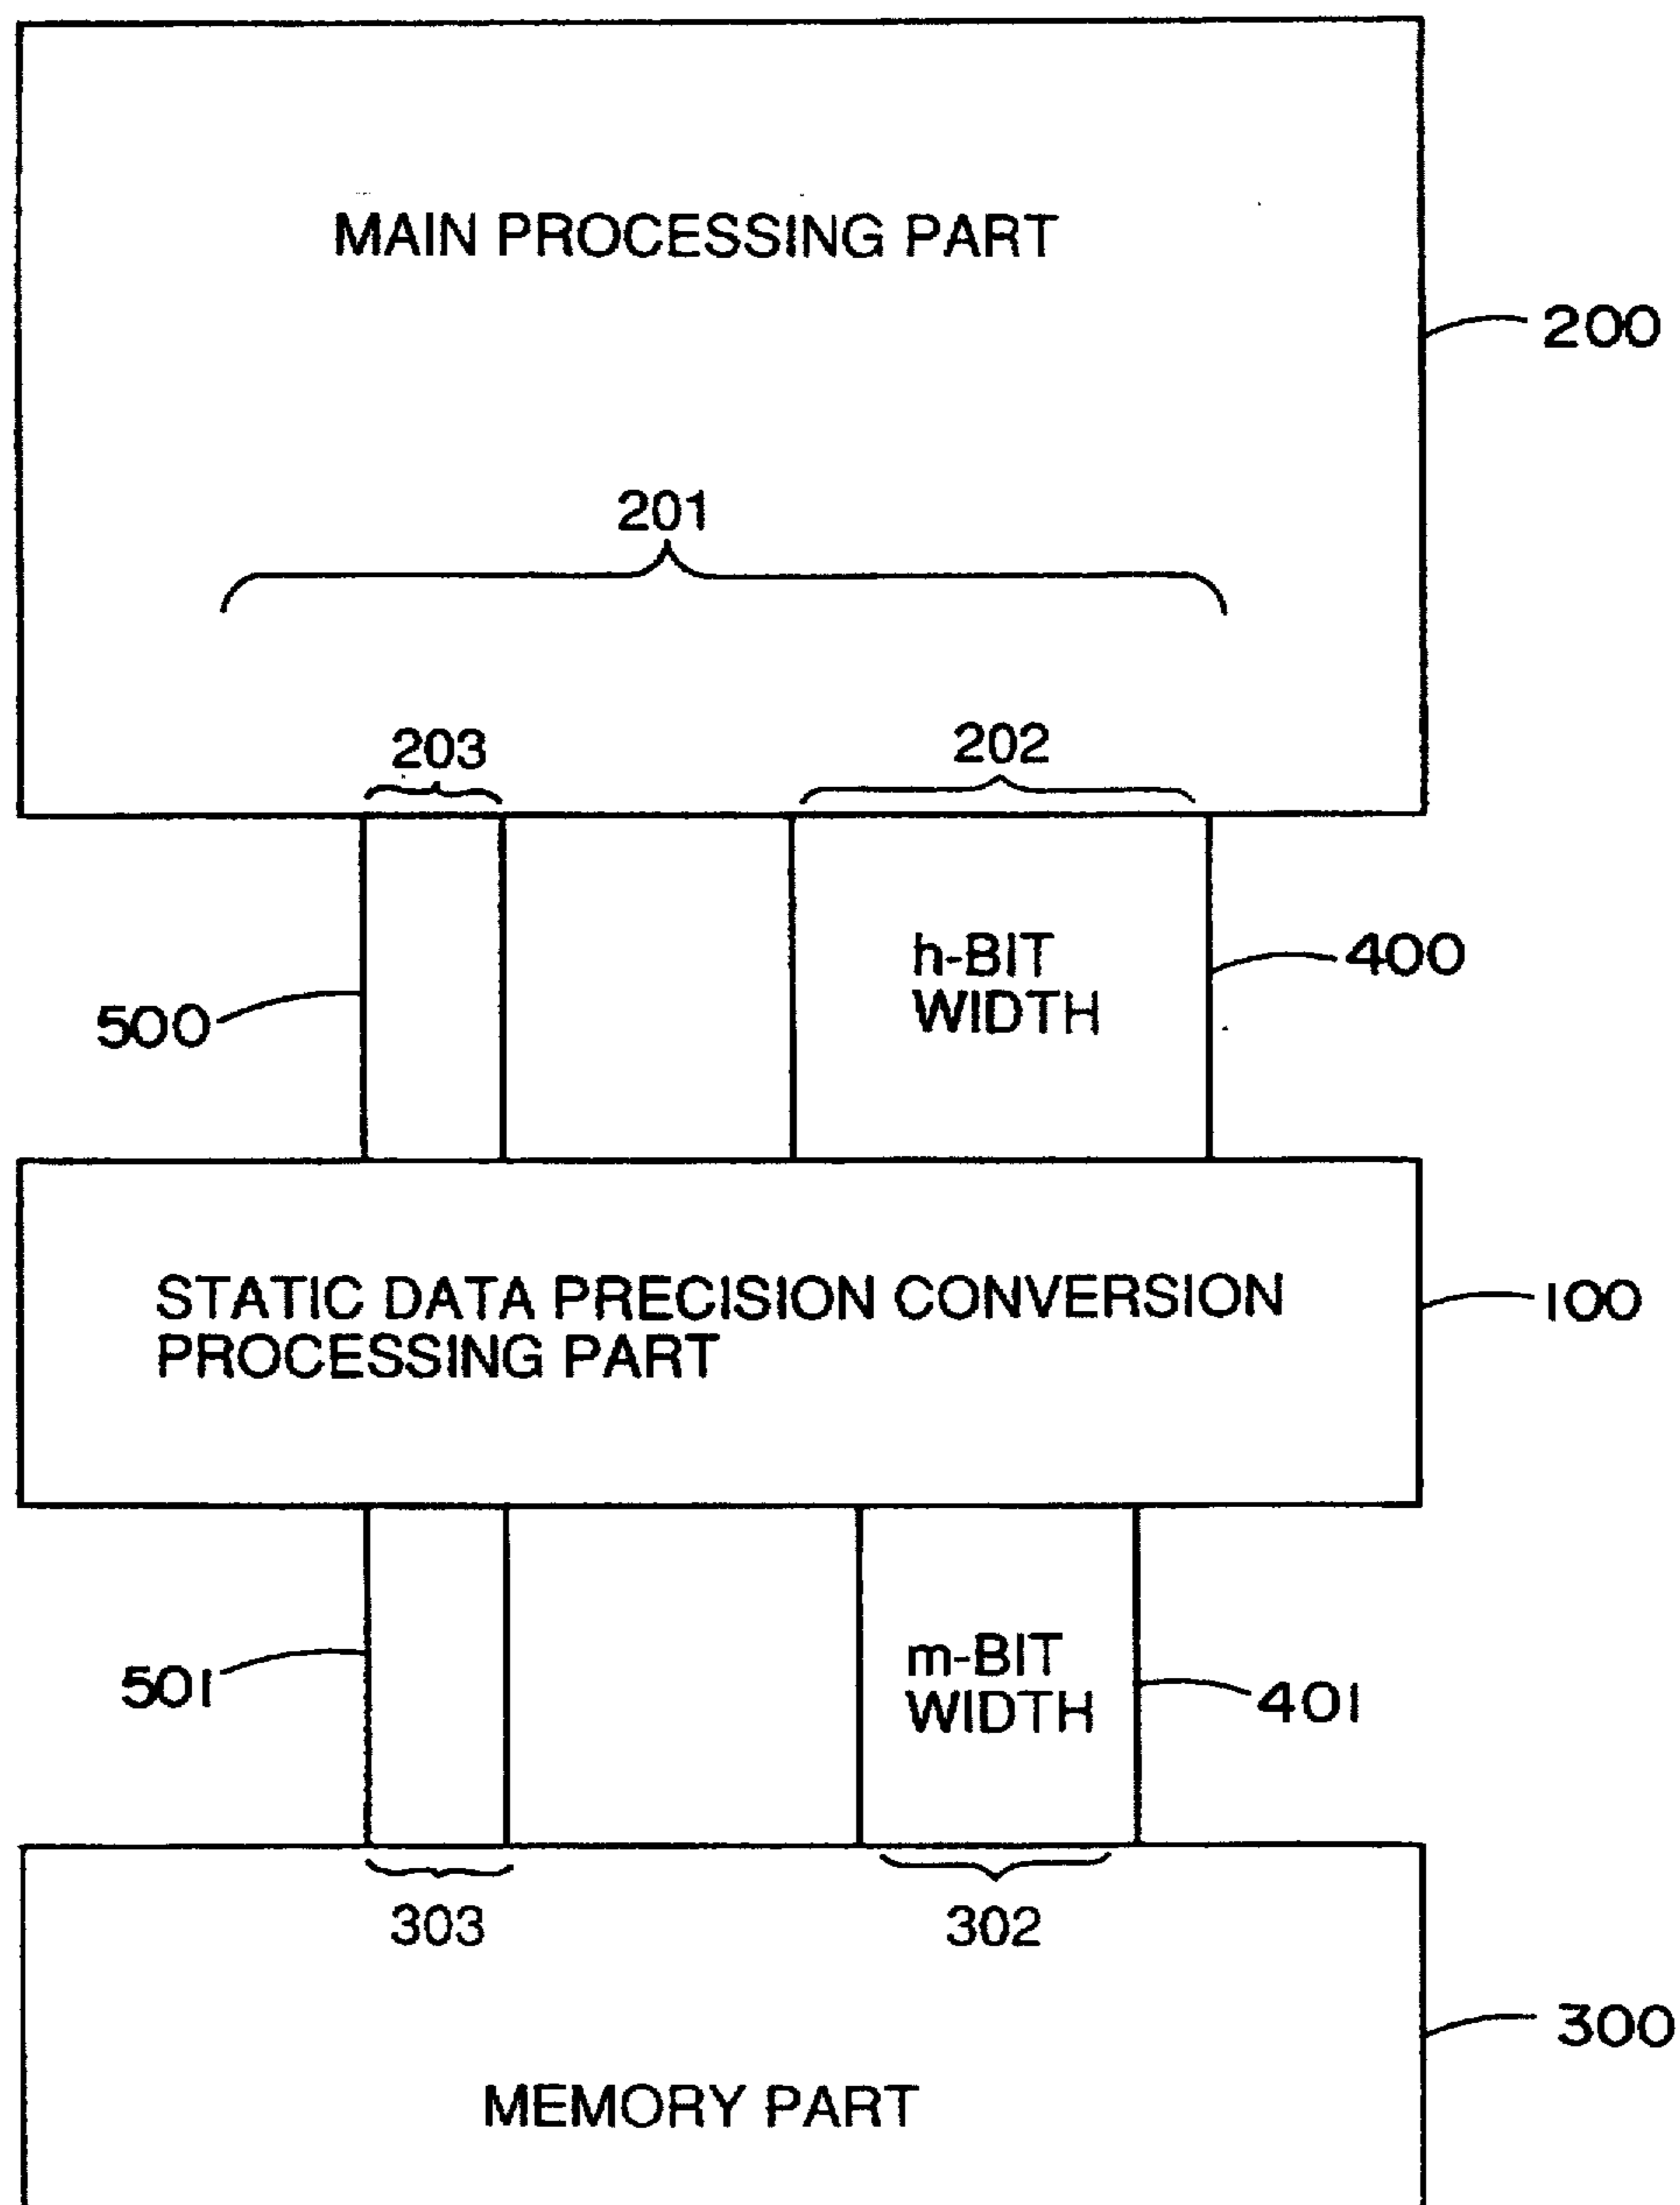 MAIN PROCESSING PART
200
201
203
202
h-BIT
WIDTH
400
500
STATIC DATA PRECISION CONVERSION
PROCESSING PART
100
m-BIT
WIDTH
501
401
303
302
300
MEMORY PART